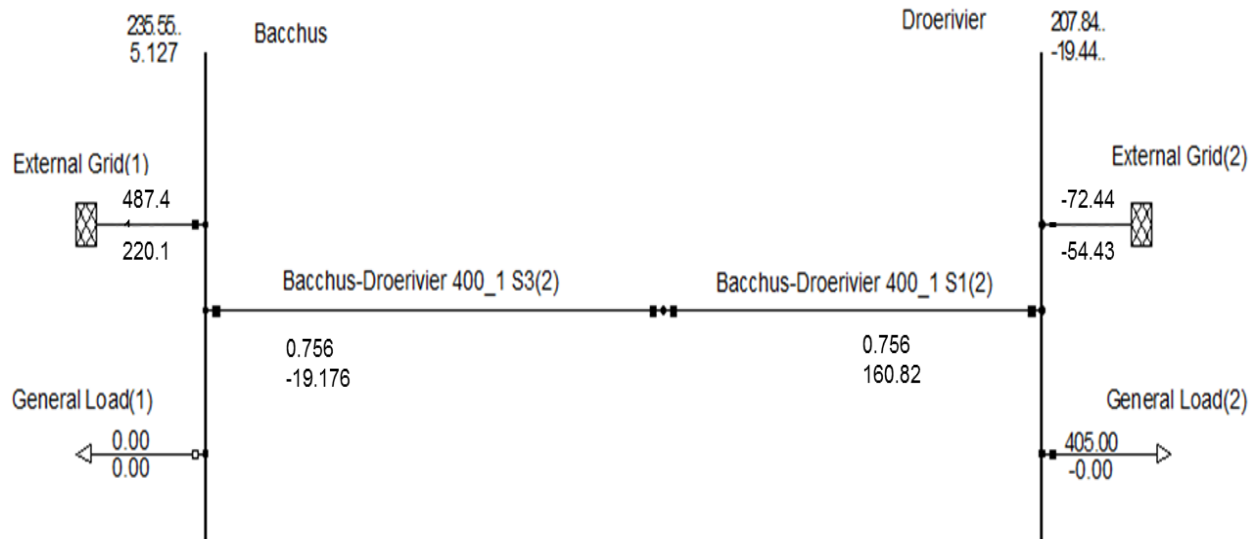 235.55..
5.127
Bacchus
Droerivier
207.84..
-19.44..
External Grid(1)
487.4
220.1
External Grid(2)
-72.44
-54.43
Bacchus-Droerivier 400_1 S3(2)
Bacchus-Droerivier 400_1 S1(2)
0.756
-19.176
0.756
160.82
General Load(1)
0.00
0.00
General Load(2)
405.00
-0.00